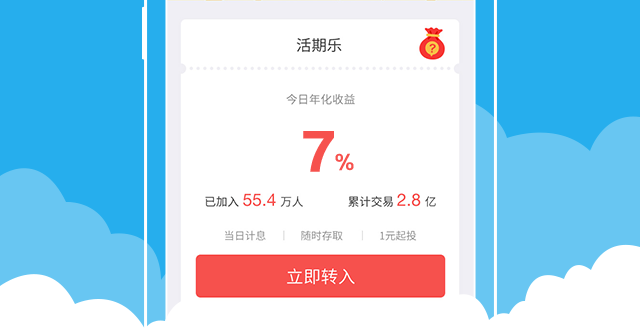 活期乐
?
今日年化收益
7%
已加入 55.4 万人 累计交易 2.8 亿
当日计息 | 随时存取 | 1元起投
立即转入